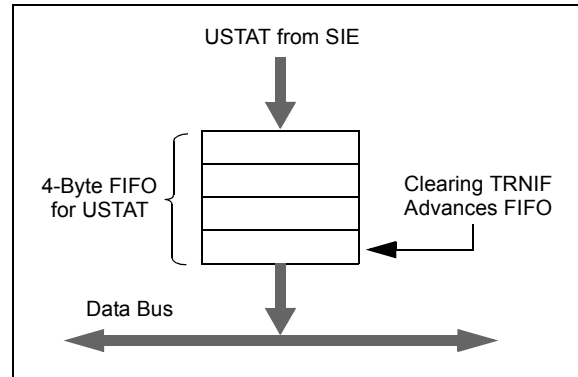 USTAT from SIE
4-Byte FIFO
for USTAT
Clearing TRNIF
Advances FIFO
Data Bus